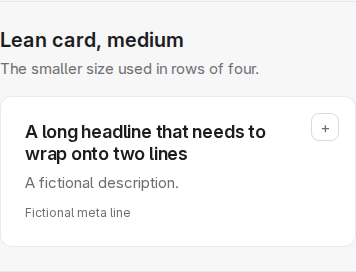 Lean card, medium
The smaller size used in rows of four.
A long headline that needs to
wrap onto two lines
+
A fictional description.
Fictional meta line